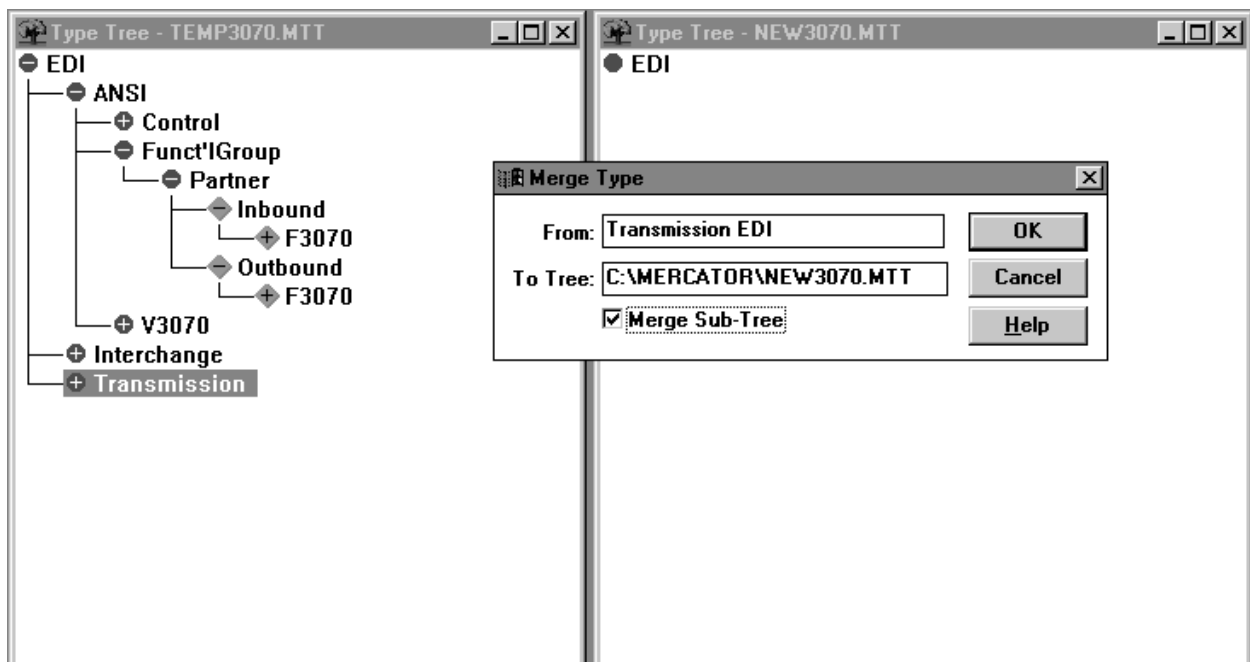 Type Tree - TEMP3070.MTT
EDI
ANSI
Control
Funct'lGroup
Partner
Inbound
F3070
Outbound
F3070
V3070
Interchange
Transmission
Type Tree - NEW3070.MTT
EDI
Merge Type
From: Transmission EDI OK
To Tree: C:\MERCATOR\NEW3070.MTT Cancel
Merge Sub-Tree Help